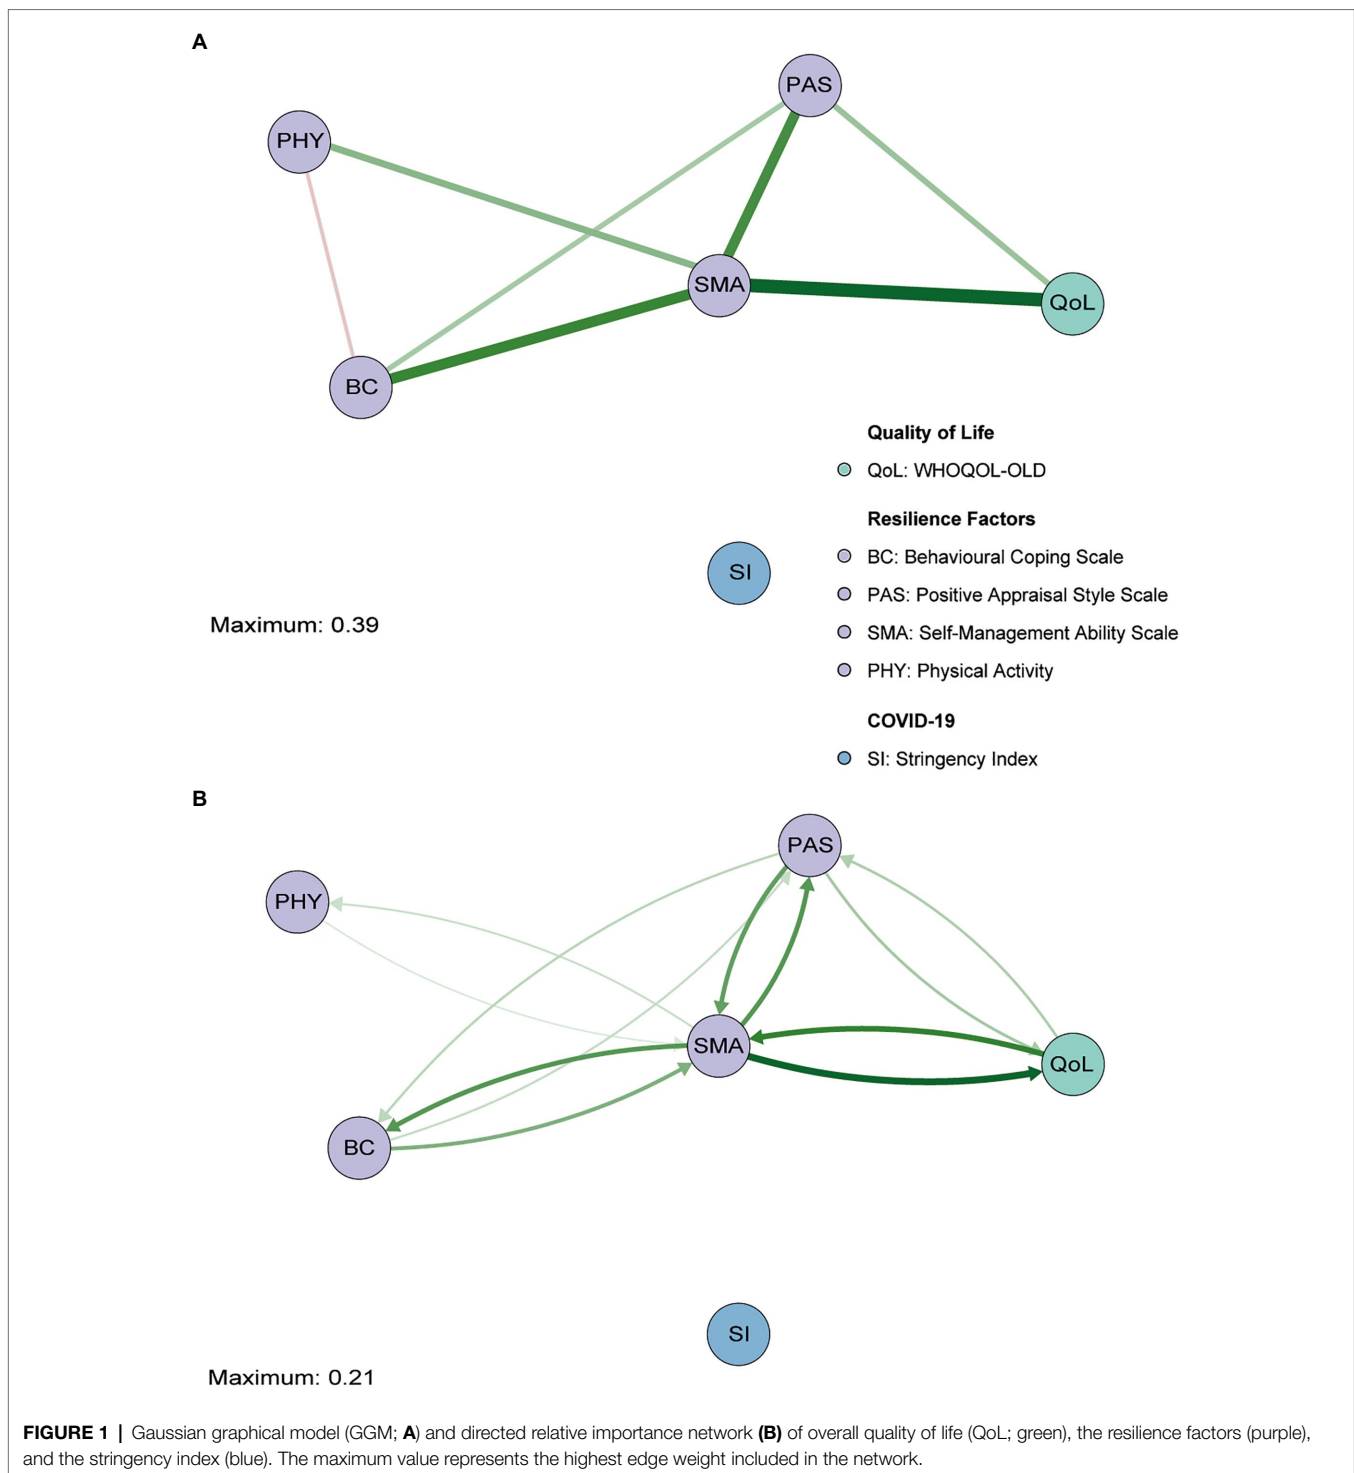 A
PAS
PHY
SMA
QoL
BC
Quality of Life
QoL: WHOQOL-OLD
Resilience Factors
BC: Behavioural Coping Scale
SI
PAS: Positive Appraisal Style Scale
Maximum: 0.39
SMA: Self-Management Ability Scale
PHY: Physical Activity
COVID-19
SI: Stringency Index
B
PAS
PHY
SMA
QoL
BC
SI
Maximum: 0.21
FIGURE 1 | Gaussian graphical model (GGM; A) and directed relative importance network (B) of overall quality of life (QoL; green), the resilience factors (purple),
and the stringency index (blue). The maximum value represents the highest edge weight included in the network.